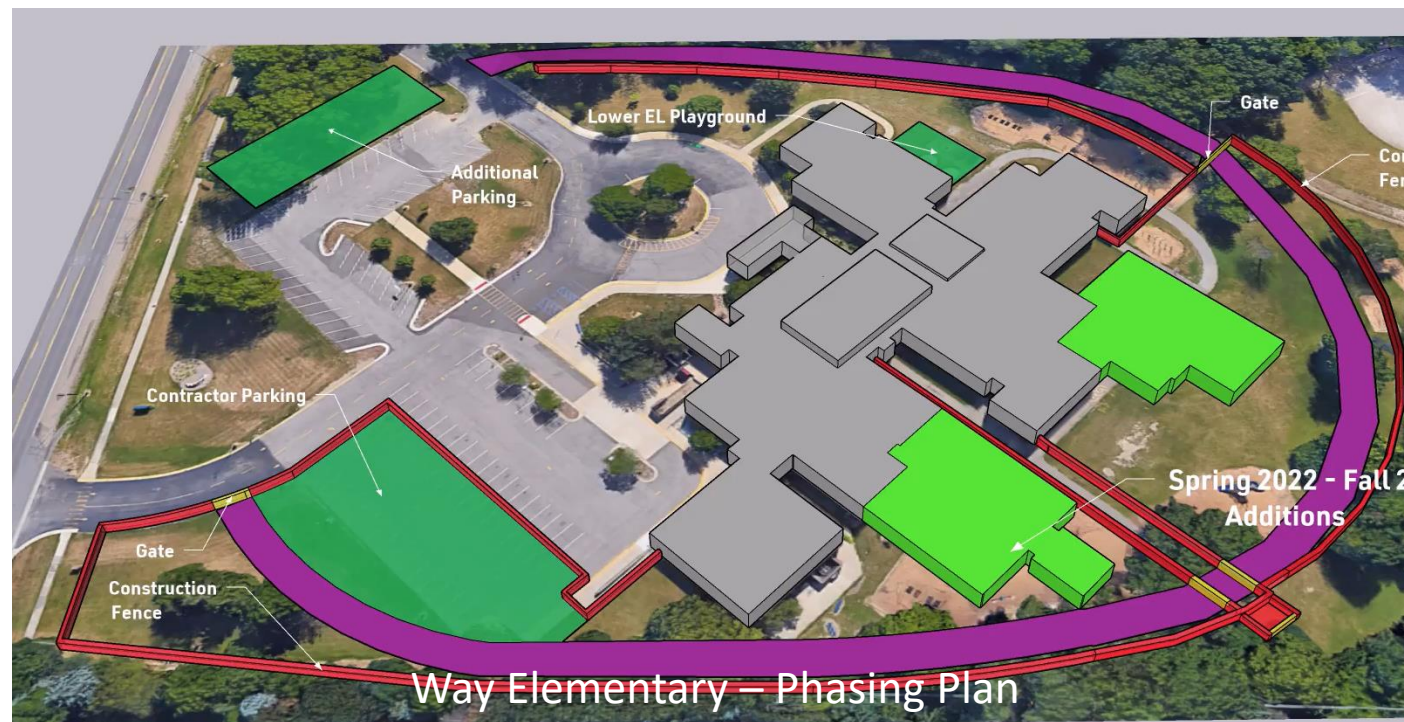 Gate
Lower EL Playground
Additional
Parking
Contractor Parking
Spring 2022 - Fall 2
Additions
Gate
Construction
Fence
Way Elementary – Phasing Plan